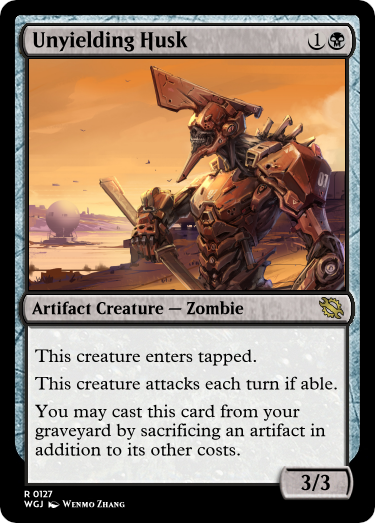 Unyielding Husk 1
This creature enters tapped.
This creature attacks each turn if able.
You may cast this card from your
graveyard by sacrificing an artifact in
addition to its other costs.
Artifact Creature — Zombie
07
3/3
R 0127
WGJ Wenmo Zhang